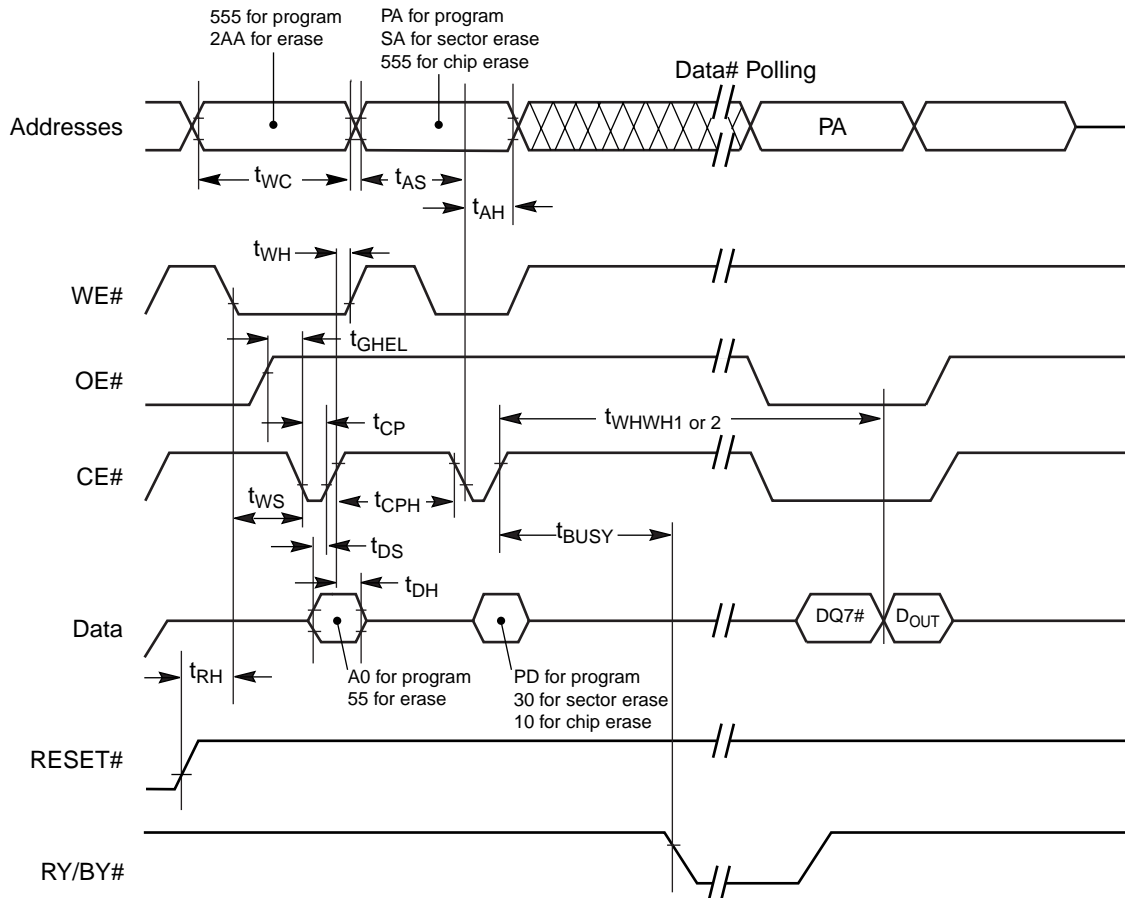 555 for program
2AA for erase
PA for program
SA for sector erase
555 for chip erase
Data# Polling
Addresses
PA
tWC
tAS
tAH
tWH
WE#
tGHEL
OE#
tWHWH1 or 2
tCP
CE#
tWS
tCPH
tBUSY
tDS
tDH
Data
DQ7#
DOUT
tRH
A0 for program
55 for erase
PD for program
30 for sector erase
10 for chip erase
RESET#
RY/BY#